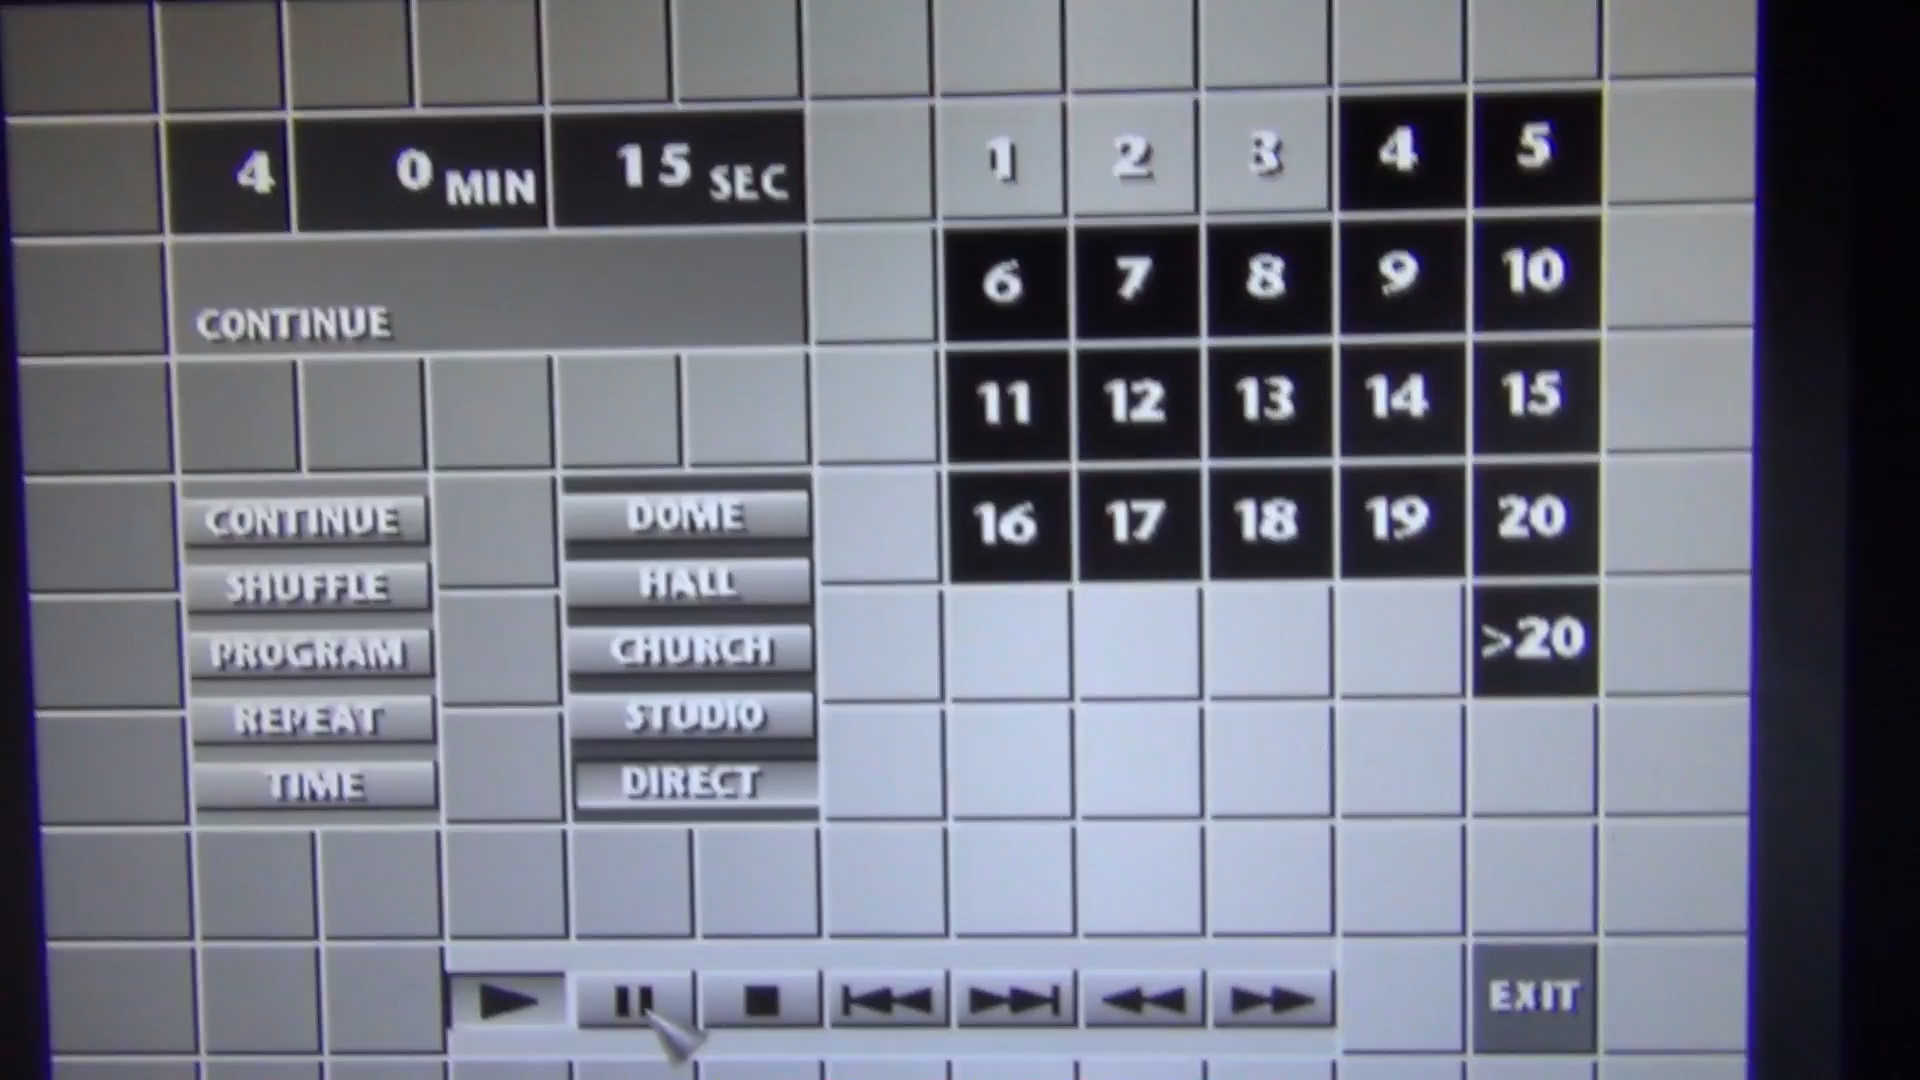 4 0 MIN 15 SEC
CONTINUE
1 2 3 4 5
6 7 8 9 10
11 12 13 14 15
16 17 18 19 20
>20
CONTINUE
SHUFFLE
PROGRAM
REPEAT
TIME
DOME
HALL
CHURCH
STUDIO
DIRECT
EXIT